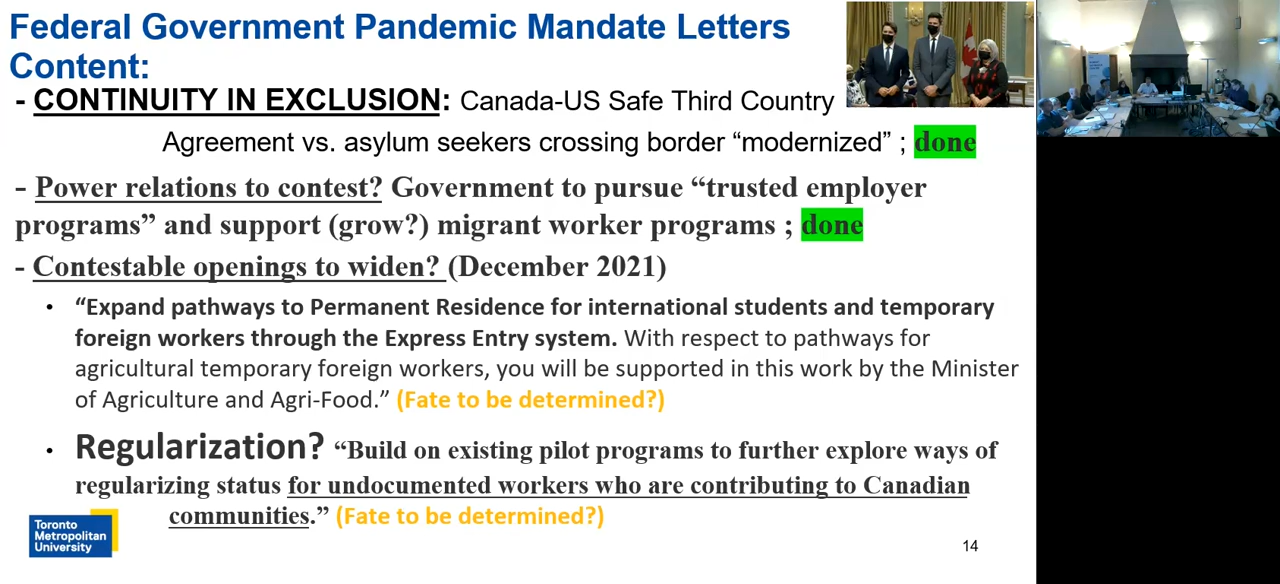 Federal Government Pandemic Mandate Letters
Content:
- CONTINUITY IN EXCLUSION: Canada-US Safe Third Country
Agreement vs. asylum seekers crossing border “modernized” ; done
- Power relations to contest? Government to pursue “trusted employer
programs” and support (grow?) migrant worker programs ; done
- Contestable openings to widen? (December 2021)
• “Expand pathways to Permanent Residence for international students and temporary
foreign workers through the Express Entry system. With respect to pathways for
agricultural temporary foreign workers, you will be supported in this work by the Minister
of Agriculture and Agri-Food.” (Fate to be determined?)
• Regularization? “Build on existing pilot programs to further explore ways of
regularizing status for undocumented workers who are contributing to Canadian
communities.” (Fate to be determined?)
Toronto
Metropolitan
University
14